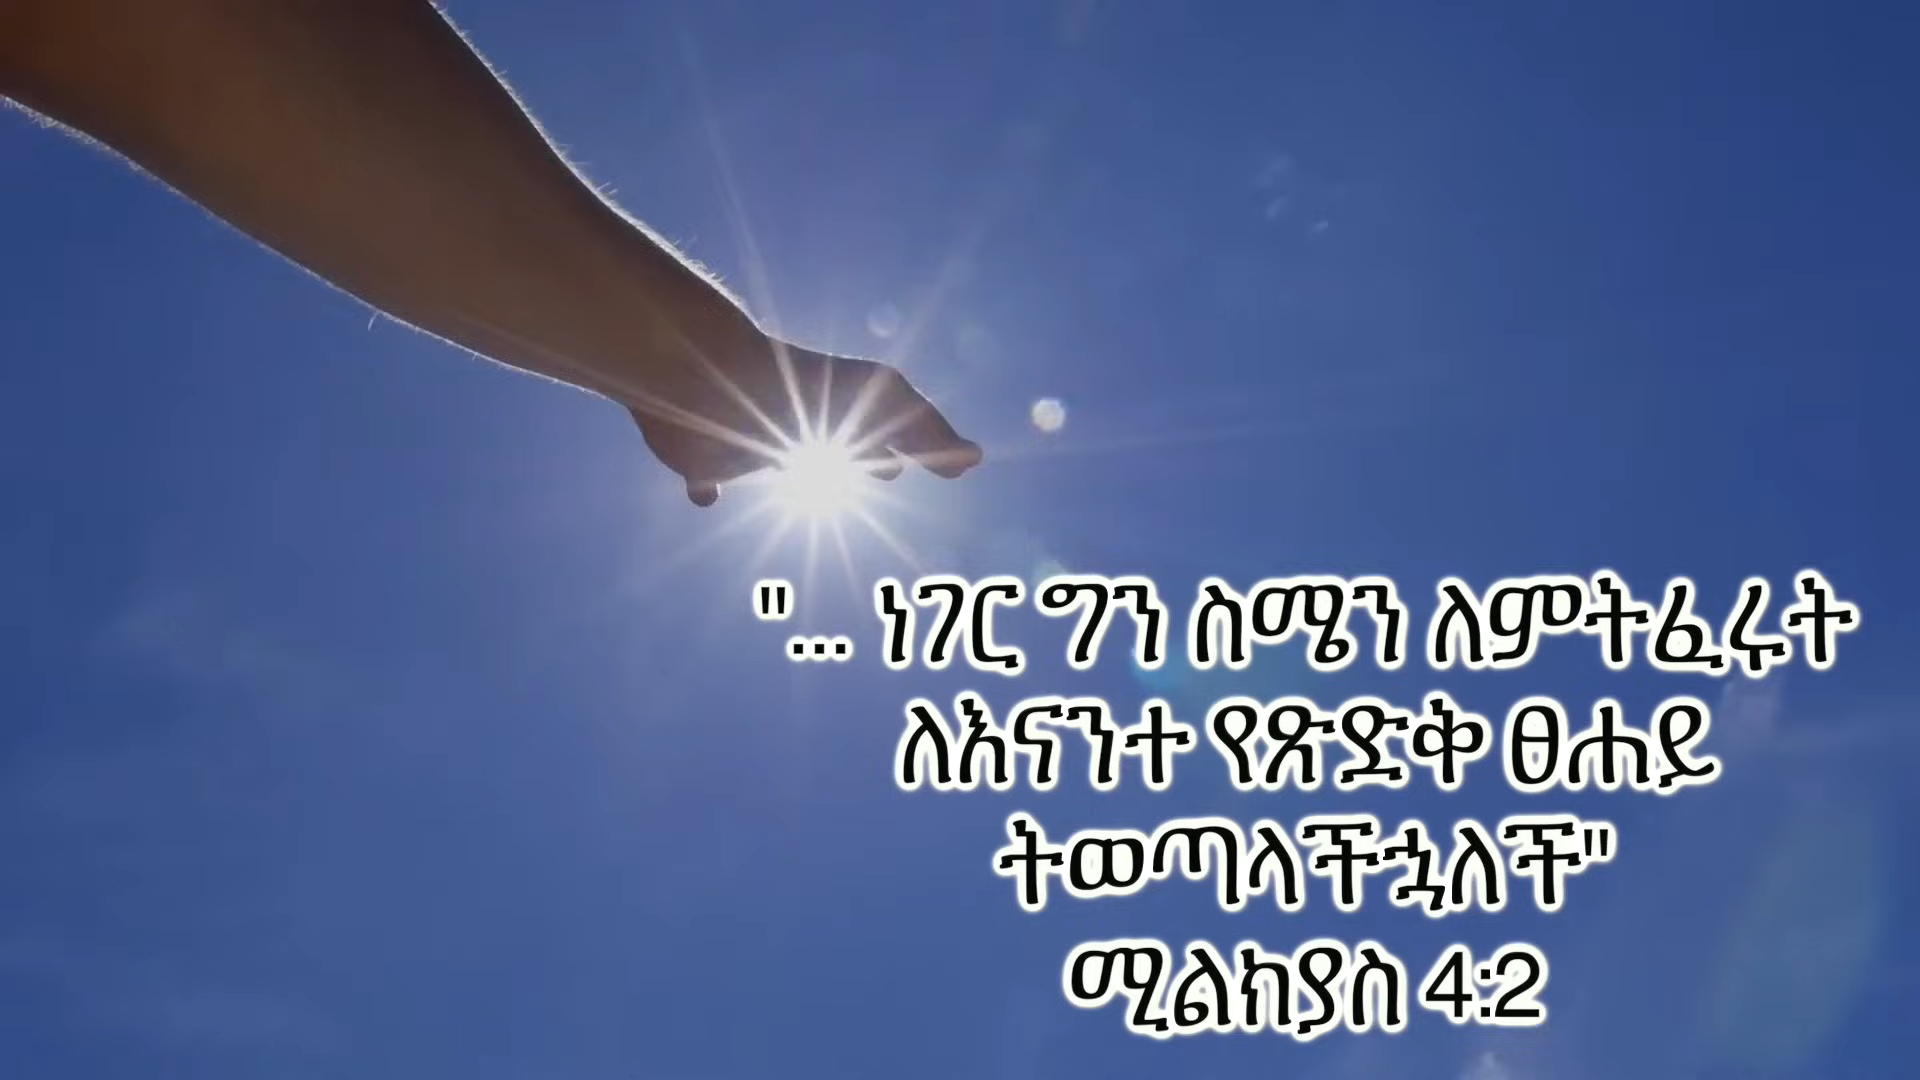 "... ነገር ግን ስሜን ለምትፈሩት
ለእናንተ የጽድቅ ፀሐይ
ትወጣላችኋለች"
ሚልክያስ 4:2